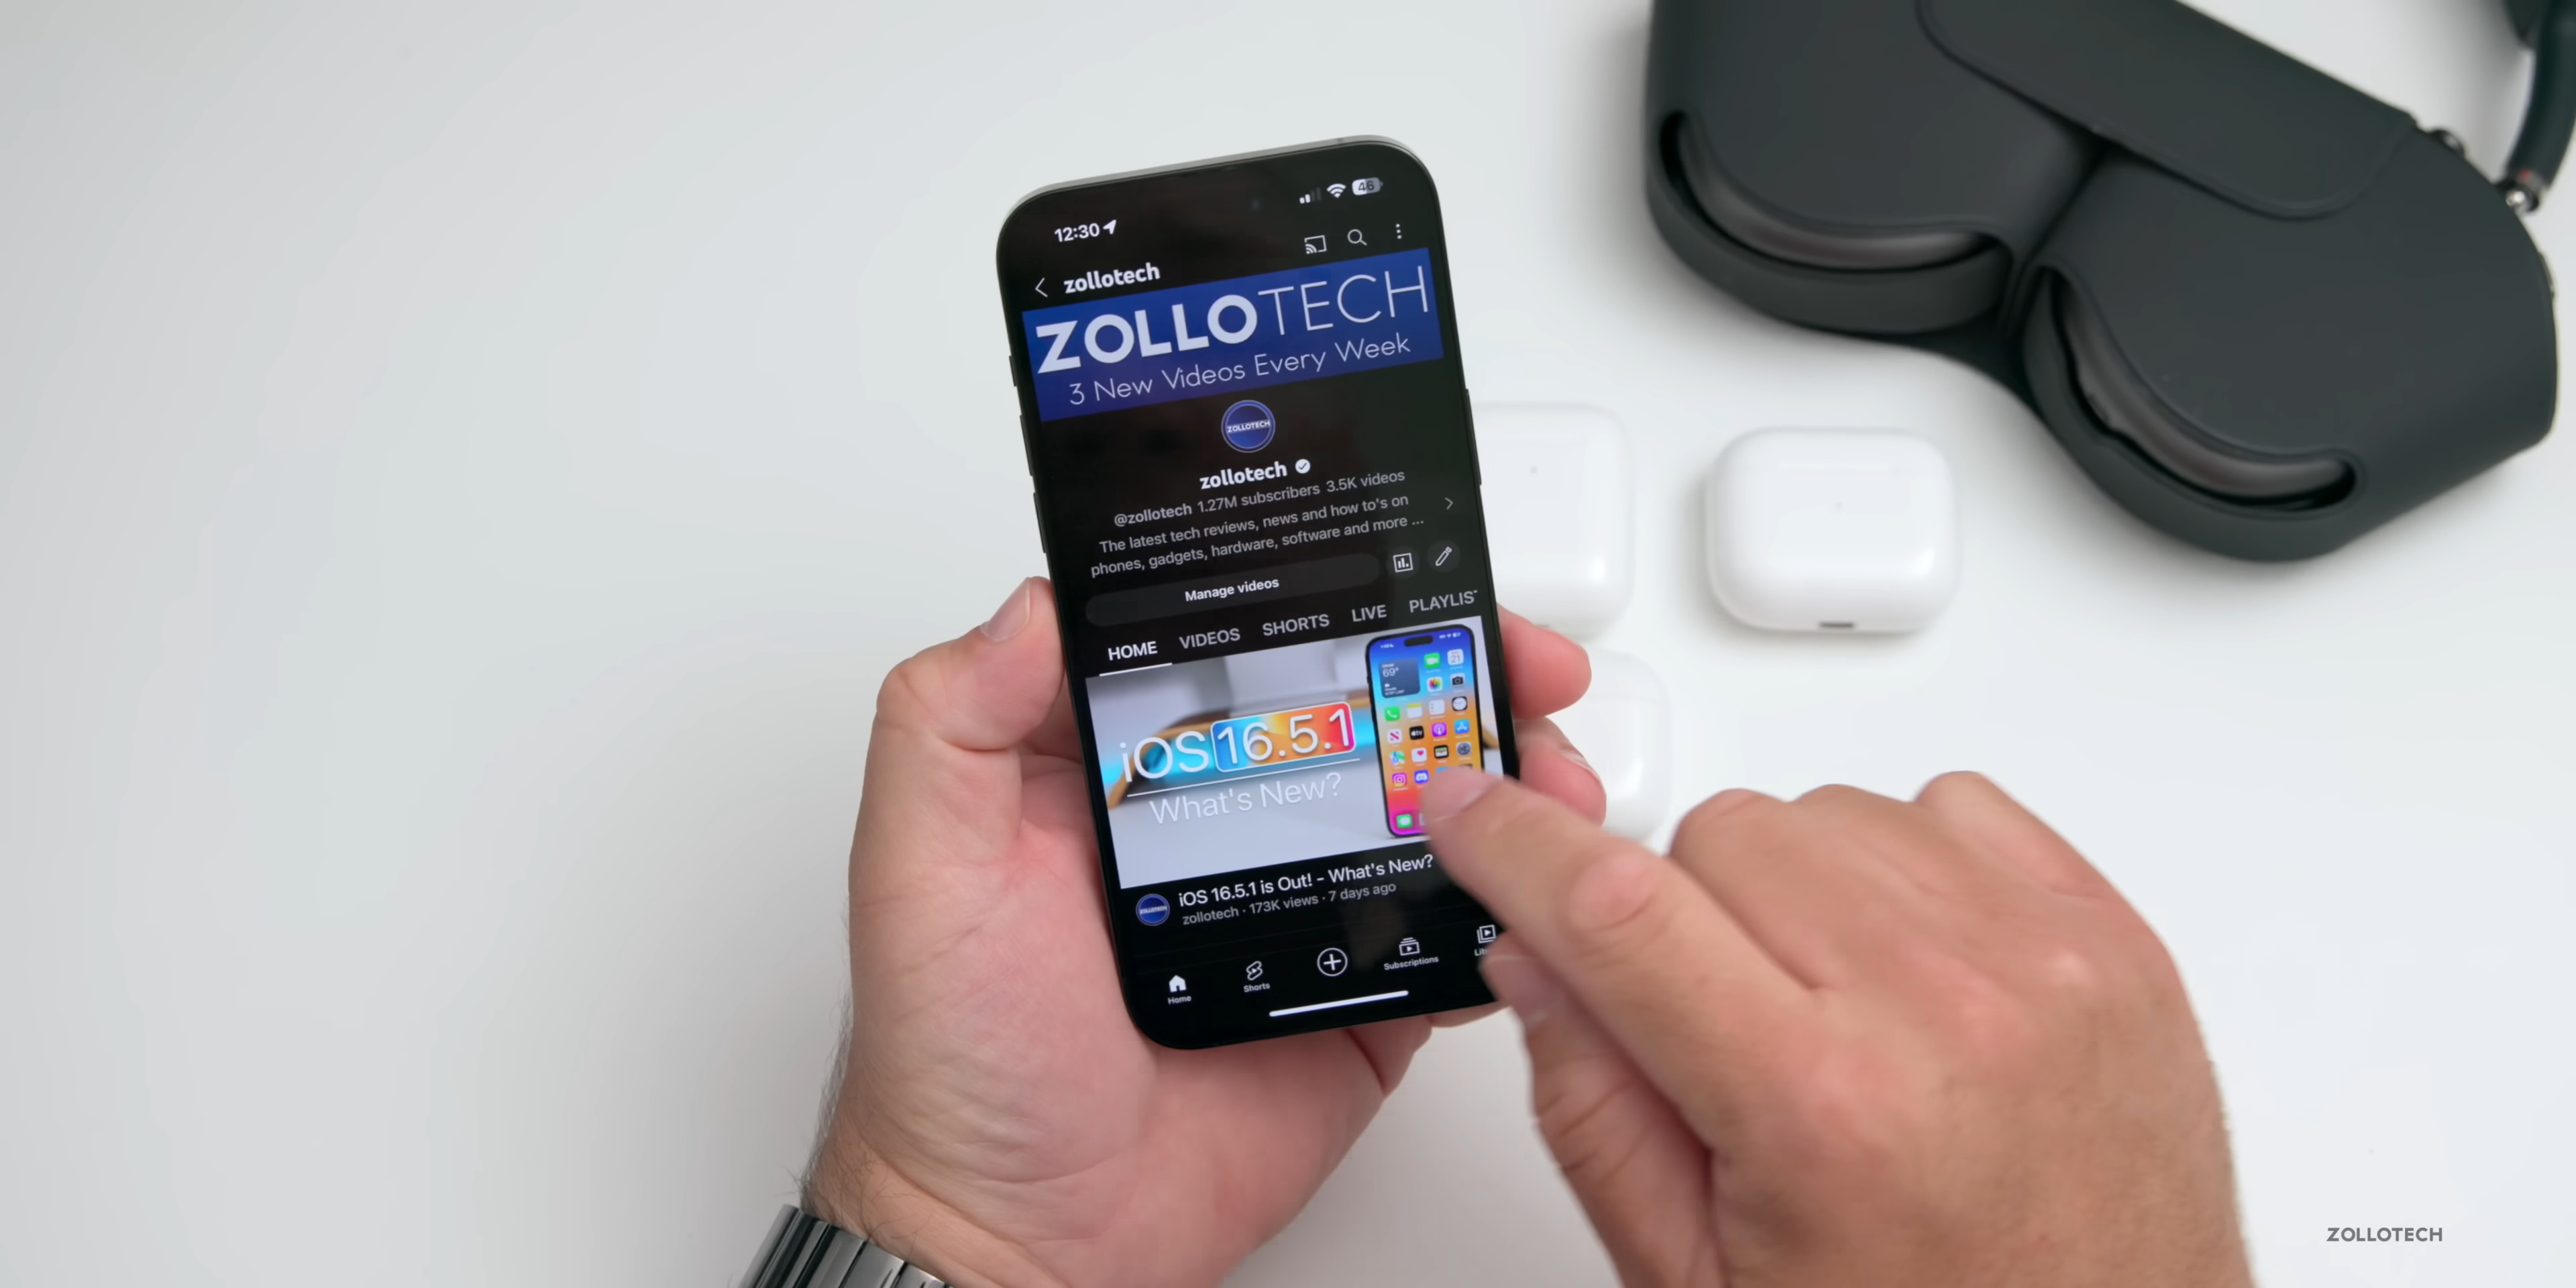 12:30
46
zollotech
ZOLLOTECH
3 New Videos Every Week
ZOLLOTECH
zollotech
@zollotech 1.27M subscribers 3.5K videos
The latest tech reviews, news and how to's on
phones, gadgets, hardware, software and more ...
Manage videos
HOME VIDEOS SHORTS LIVE PLAYLIS
69°
iOS 16.5.1
What's New?
iOS 16.5.1 is Out! - What's New?
zollotech · 173K views · 7 days ago
Home
Shorts
Subscriptions
ZOLLOTECH